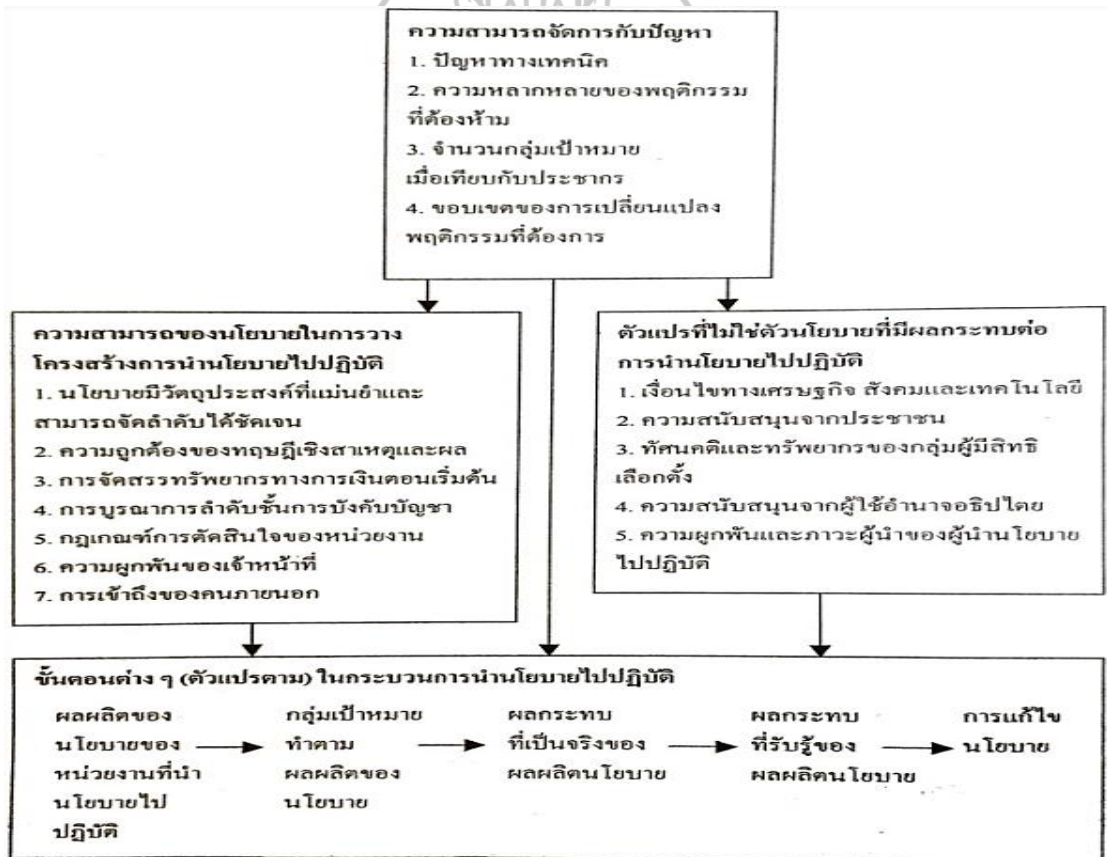 ความสามารถจัดการกับปัญหา
1. ปัญหาทางเทคนิค
2. ความหลากหลายของพฤติกรรม
ที่ต้องห้าม
3. จำนวนกลุ่มเป้าหมาย
เมื่อเทียบกับประชากร
4. ขอบเขตของการเปลี่ยนแปลง
พฤติกรรมที่ต้องการ
ความสามารถของนโยบายในการวาง
โครงสร้างการนำนโยบายไปปฏิบัติ
1. นโยบายมีวัตถุประสงค์ที่แม่นยำและ
สามารถจัดลำดับได้ชัดเจน
2. ความถูกต้องของทฤษฎีเชิงสาเหตุและผล
3. การจัดสรรทรัพยากรทางการเงินตอนเริ่มต้น
4. การบูรณาการลำดับชั้นการบังคับบัญชา
5. กฎเกณฑ์การตัดสินใจของหน่วยงาน
6. ความผูกพันของเจ้าหน้าที่
7. การเข้าถึงของคนภายนอก
ตัวแปรที่ไม่ใช่ตัวนโยบายที่มีผลกระทบต่อ
การนำนโยบายไปปฏิบัติ
1. เงื่อนไขทางเศรษฐกิจ สังคมและเทคโนโลยี
2. ความสนับสนุนจากประชาชน
3. ทัศนคติและทรัพยากรของกลุ่มผู้มีสิทธิ
เลือกตั้ง
4. ความสนับสนุนจากผู้ใช้อำนาจอธิปไตย
5. ความผูกพันและภาวะผู้นำของผู้นำนโยบาย
ไปปฏิบัติ
ขั้นตอนต่าง ๆ (ตัวแปรตาม) ในกระบวนการนำนโยบายไปปฏิบัติ
ผลผลิตของ
นโยบายของ
หน่วยงานที่นำ
นโยบายไป
ปฏิบัติ
กลุ่มเป้าหมาย
ทำตาม
ผลผลิตของ
นโยบาย
ผลกระทบ
ที่เป็นจริงของ
ผลผลิตนโยบาย
ผลกระทบ
ที่รับรู้ของ
ผลผลิตนโยบาย
การแก้ไข
นโยบาย